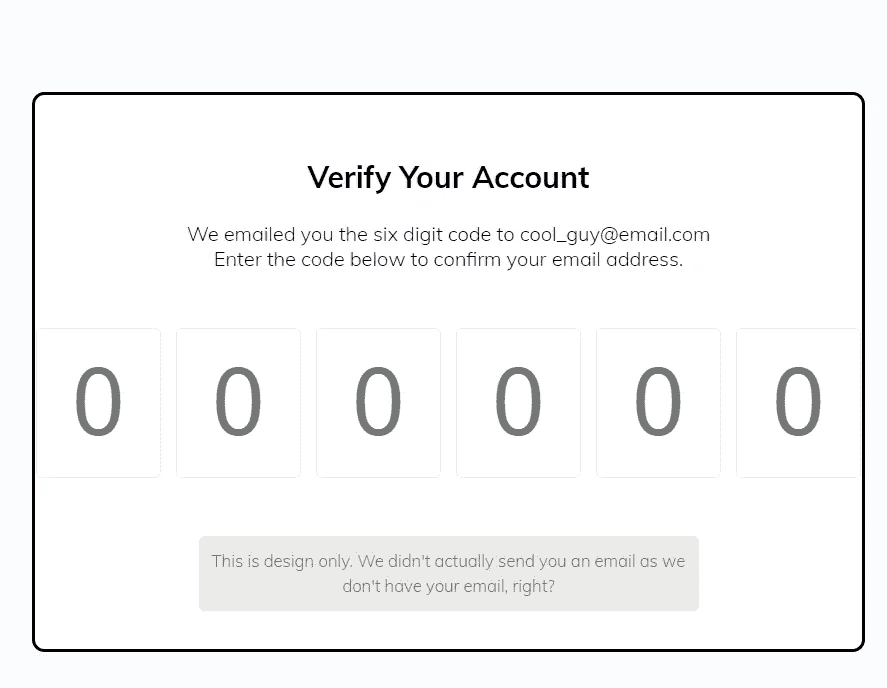 Verify Your Account
We emailed you the six digit code to cool_guy@email.com
Enter the code below to confirm your email address.
0 0 0 0 0 0
This is design only. We didn't actually send you an email as we
don't have your email, right?